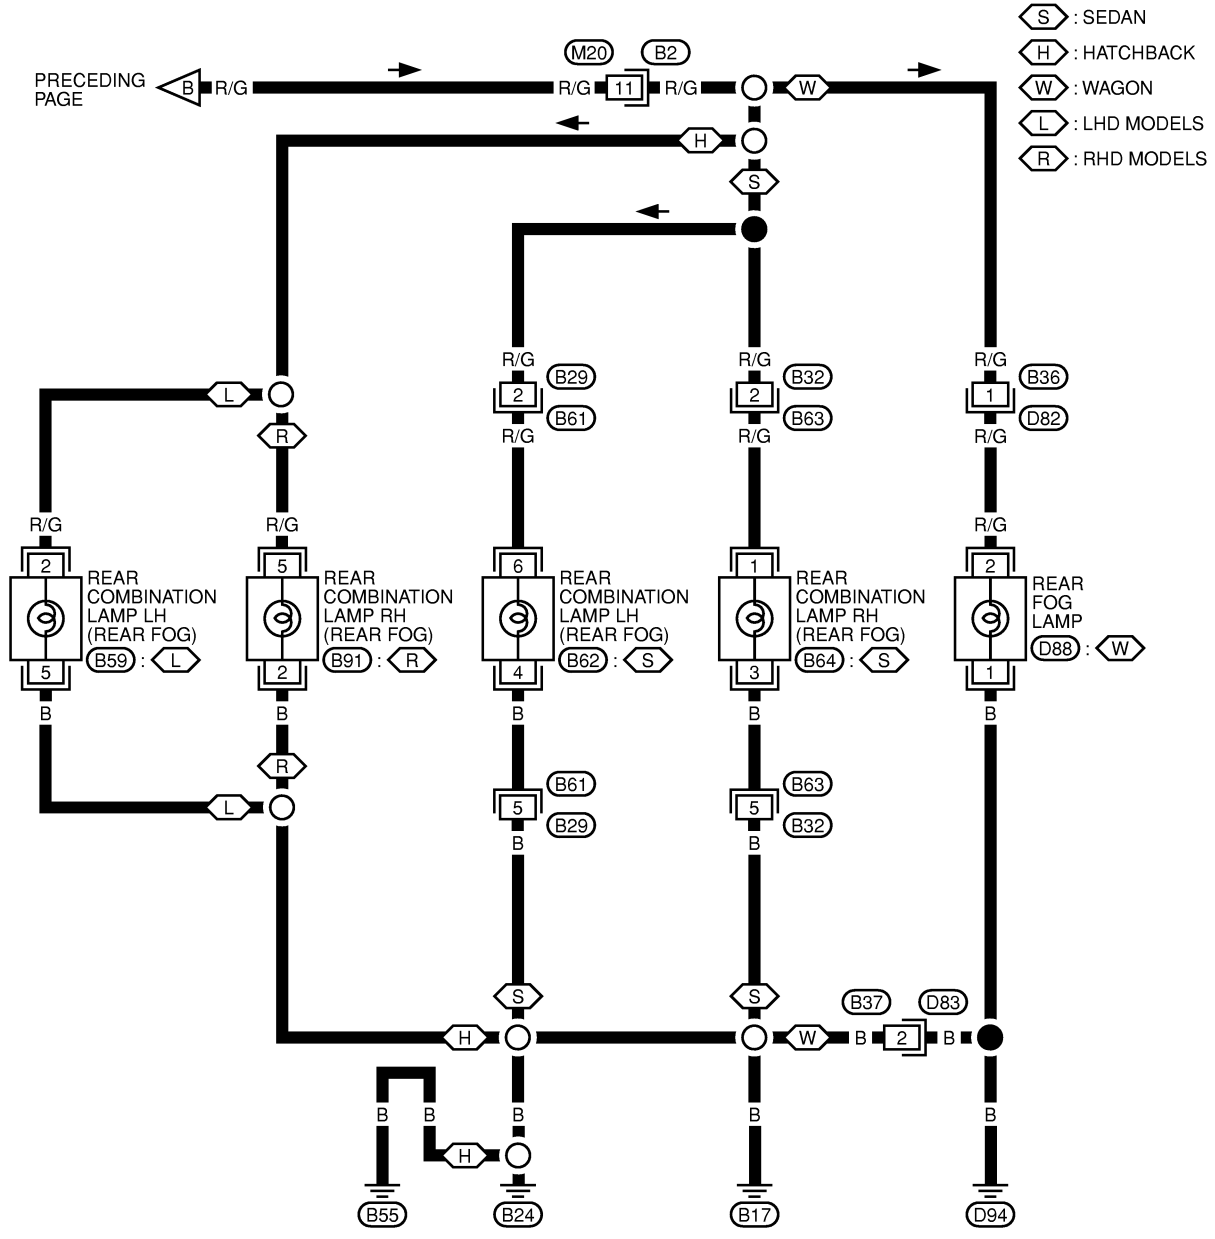 S : SEDAN
H : HATCHBACK
W : WAGON
L : LHD MODELS
R : RHD MODELS
M20 B2
PRECEDING
PAGE
B R/G R/G 11 R/G W
H
S
R/G R/G R/G
B29 B32 B36
2 2 1
B61 B63 D82
R/G R/G R/G
L
R
R/G R/G R/G
2 5 6 1 2
REAR
COMBINATION
LAMP LH
(REAR FOG)
B59 : L
REAR
COMBINATION
LAMP RH
(REAR FOG)
B91 : R
REAR
COMBINATION
LAMP LH
(REAR FOG)
B62 : S
REAR
COMBINATION
LAMP RH
(REAR FOG)
B64 : S
REAR
FOG
LAMP
D88 : W
5 2 4 3 1
B B B B B
R
L
B61 B63
5 5
B29 B32
B B
S S
B37 D83
H W B 2 B
B B B B B
H
B55 B24 B17 D94